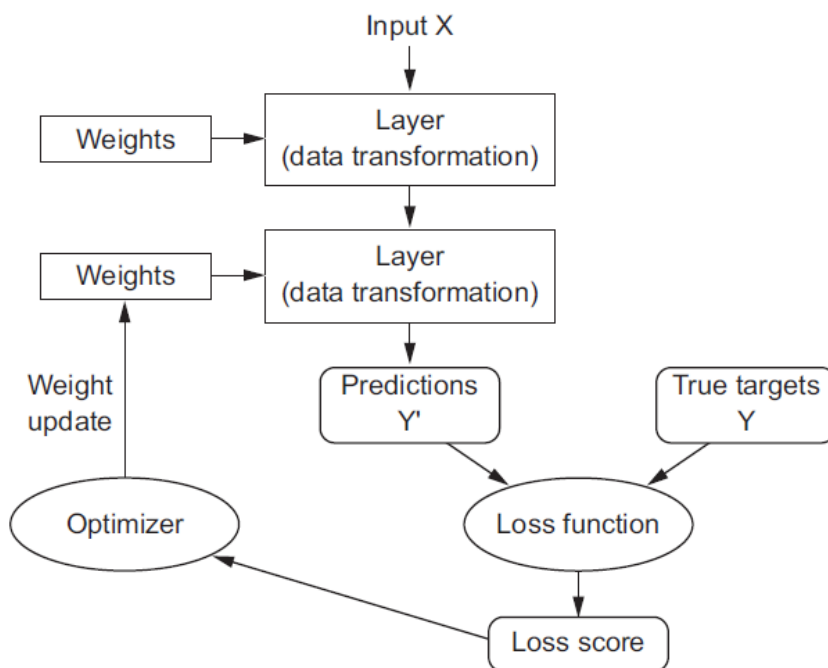 Input X
Weights
Layer
(data transformation)
Weights
Layer
(data transformation)
Weight
update
Predictions
Y'
True targets
Y
Optimizer
Loss function
Loss score